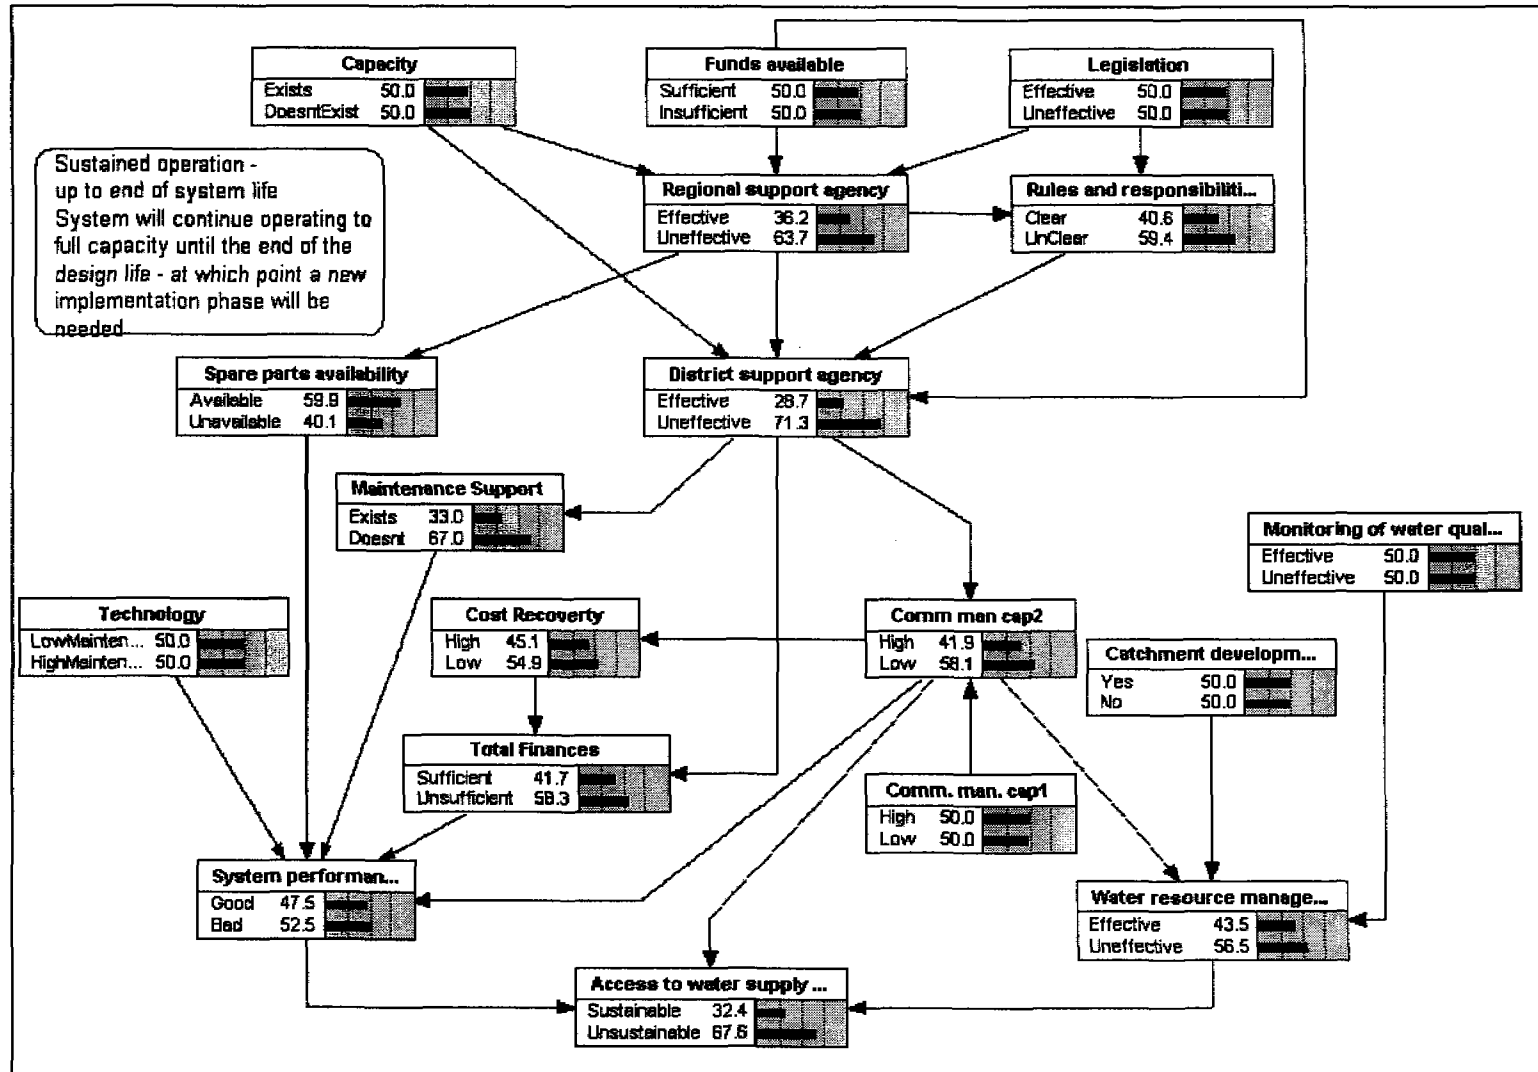 Capacity
Exists 50.0
DoesntExist 50.0
Funds available
Sufficient 50.0
Insufficient 50.0
Legislation
Effective 50.0
Uneffective 50.0
Sustained operation -
up to end of system life
System will continue operating to
full capacity until the end of the
design life - at which point a new
implementation phase will be
needed
Regional support agency
Effective 36.2
Uneffective 63.7
Rules and responsibiliti...
Clear 40.6
UnClear 59.4
Spare parts availability
Available 59.9
Unavailable 40.1
District support agency
Effective 28.7
Uneffective 71.3
Maintenance Support
Exists 33.0
Doesnt 67.0
Monitoring of water qual...
Effective 50.0
Uneffective 50.0
Technology
LowMainten... 50.0
HighMainten... 50.0
Cost Recoverty
High 45.1
Low 54.9
Comm man cap2
High 41.9
Low 58.1
Catchment developm...
Yes 50.0
No 50.0
Total Finances
Sufficient 41.7
Unsufficient 58.3
Comm. man. cap1
High 50.0
Low 50.0
System performan...
Good 47.5
Bad 52.5
Water resource manage...
Effective 43.5
Uneffective 56.5
Access to water supply ...
Sustainable 32.4
Unsustainable 67.6